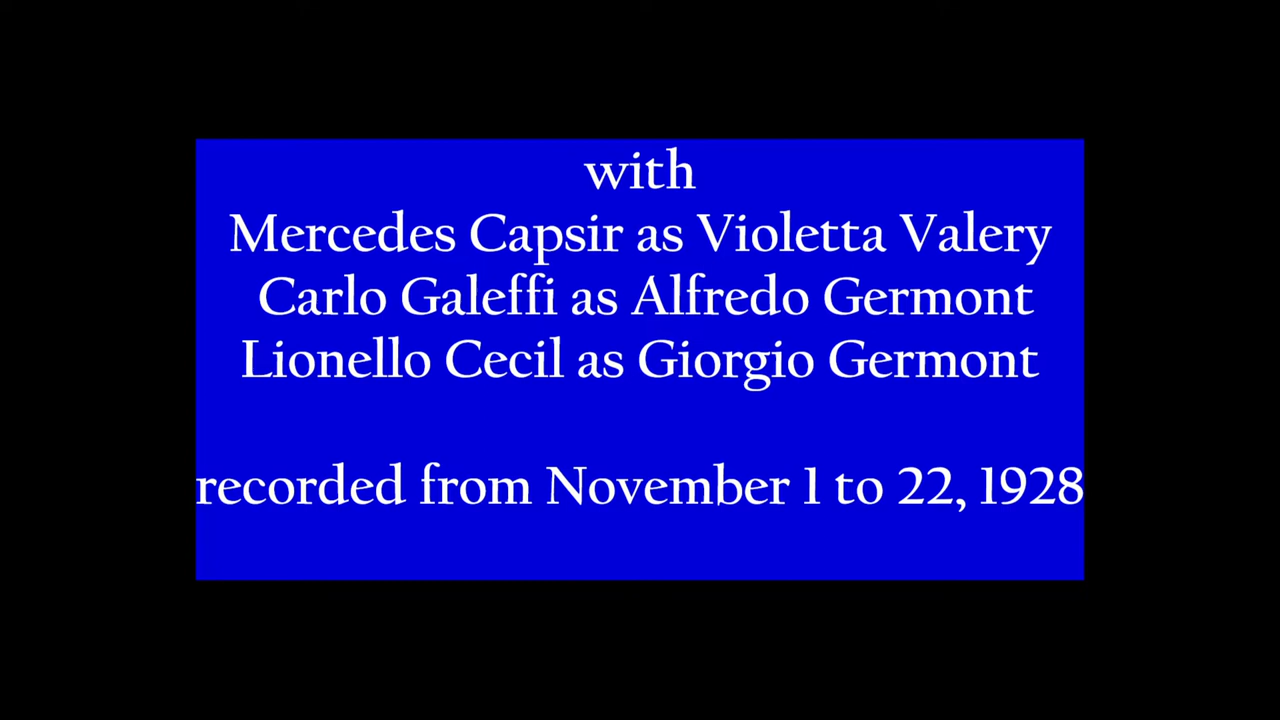 with
Mercedes Capsir as Violetta Valery
Carlo Galeffi as Alfredo Germont
Lionello Cecil as Giorgio Germont
recorded from November 1 to 22, 1928